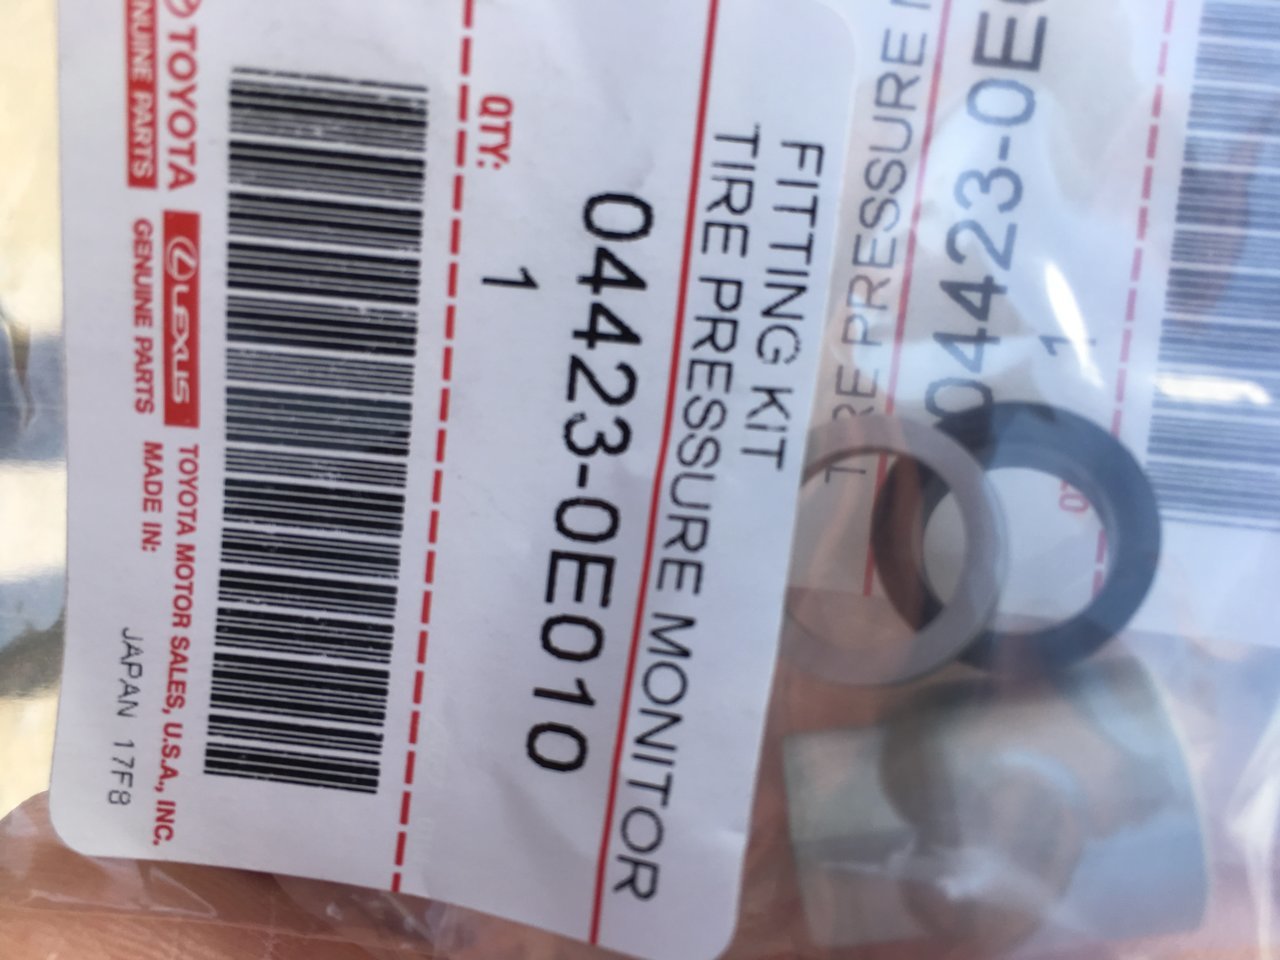 FITTING KIT
TIRE PRESSURE MONITOR
04423-0E010
QTY:
1
TOYOTA
GENUINE PARTS
LEXUS
GENUINE PARTS
TOYOTA MOTOR SALES, U.S.A., INC.
MADE IN:
JAPAN 17F8
PRESSURE
04423-0E
1